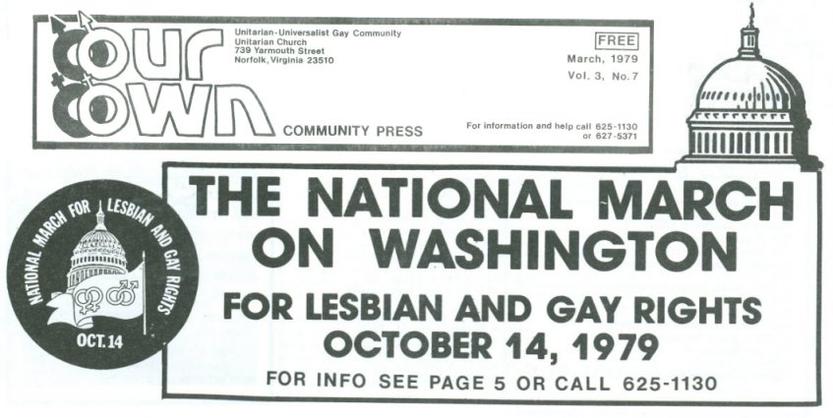 our
own
COMMUNITY PRESS
Unitarian-Universalist Gay Community
Unitarian Church
739 Yarmouth Street
Norfolk, Virginia 23510
FREE
March, 1979
Vol. 3, No. 7
For information and help call 625-1130
or 627-5371
NATIONAL MARCH FOR LESBIAN AND GAY RIGHTS
OCT. 14
THE NATIONAL MARCH
ON WASHINGTON
FOR LESBIAN AND GAY RIGHTS
OCTOBER 14, 1979
FOR INFO SEE PAGE 5 OR CALL 625-1130